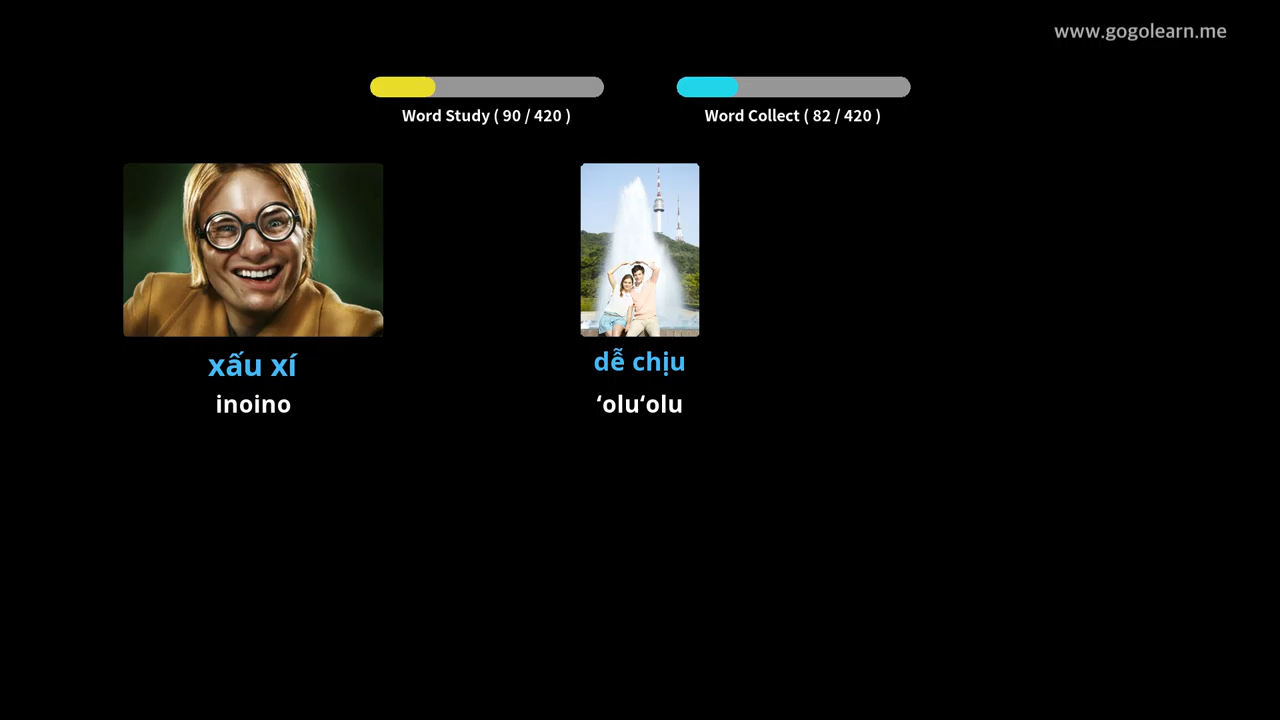 www.gogolearn.me
Word Study ( 90 / 420 )
Word Collect ( 82 / 420 )
xấu xí
inoino
dễ chịu
ʻoluʻolu